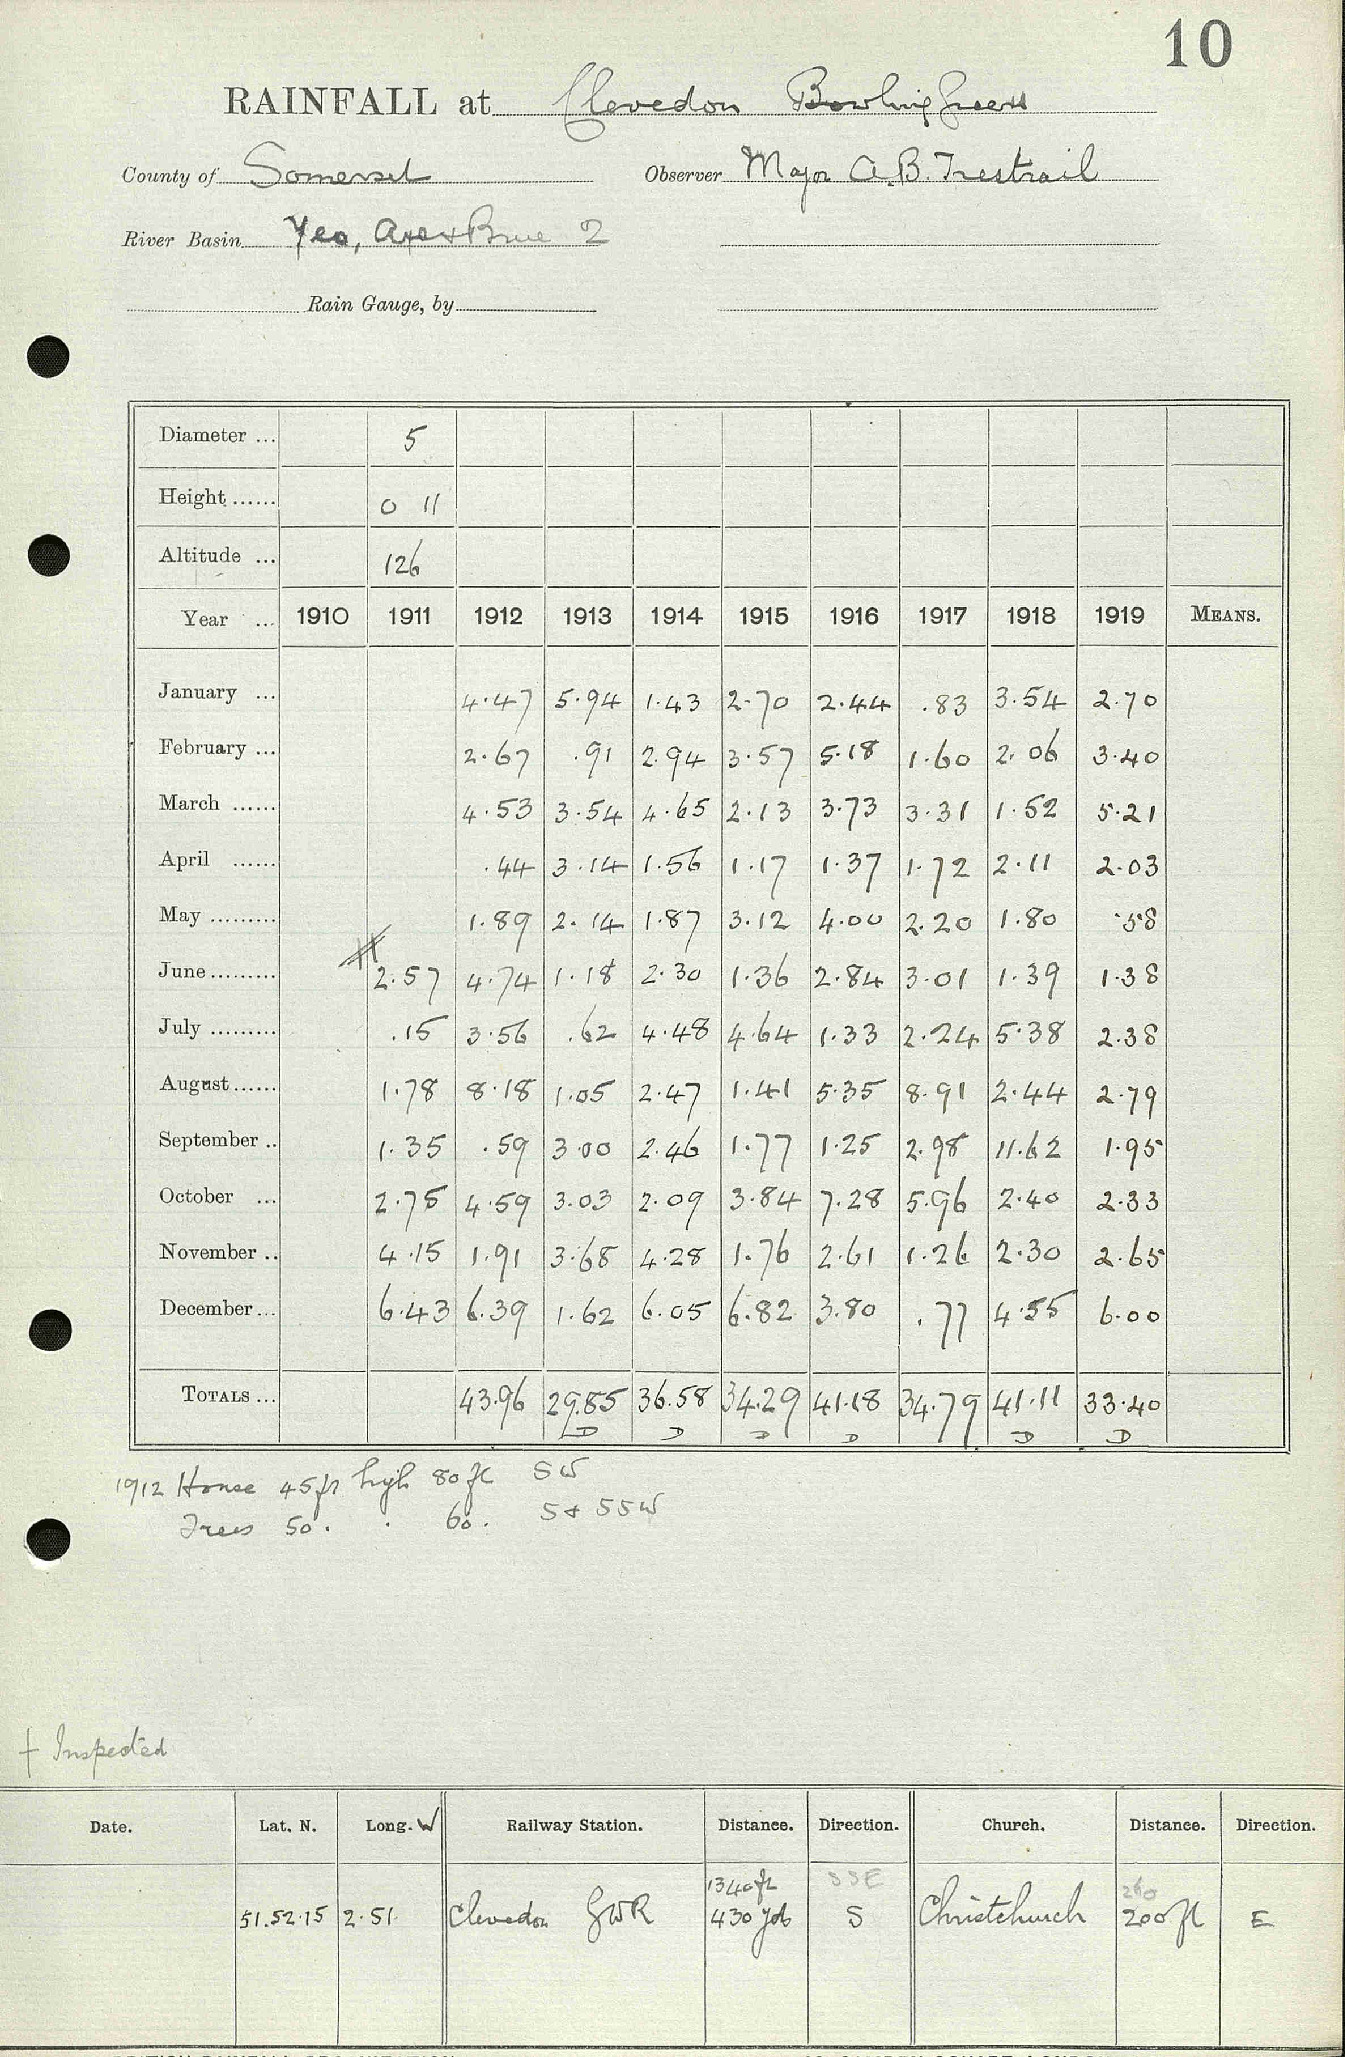 10
RAINFALL at Clevedon Bowling Green
County of Somerset Observer Major A.B. Trestrail
River Basin Yeo, Axe & Brue 2
Rain Gauge, by
Diameter ... 5
Height ...... 0 11
Altitude ... 126
Year ... 1910 1911 1912 1913 1914 1915 1916 1917 1918 1919 MEANS.
January ... 4.47 5.94 1.43 2.70 2.44 .83 3.54 2.70
February ... 2.67 .91 2.94 3.57 5.18 1.60 2.06 3.40
March ...... 4.53 3.54 4.65 2.13 3.73 3.31 1.52 5.21
April ...... .44 3.14 1.56 1.17 1.37 1.72 2.11 2.03
May ......... 1.89 2.14 1.87 3.12 4.00 2.20 1.80 .58
June ......... 2.57 4.74 1.18 2.30 1.36 2.84 3.01 1.39 1.38
July ......... .15 3.56 .62 4.48 4.64 1.33 2.24 5.38 2.38
August ...... 1.78 8.18 1.05 2.47 1.41 5.35 8.91 2.44 2.79
September .. 1.35 .59 3.00 2.46 1.77 1.25 2.98 11.62 1.95
October ... 2.75 4.59 3.03 2.09 3.84 7.28 5.96 2.40 2.33
November .. 4.15 1.91 3.68 4.28 1.76 2.61 1.26 2.30 2.65
December ... 6.43 6.39 1.62 6.05 6.82 3.80 .77 4.55 6.00
TOTALS ... 43.96 29.85 36.58 34.29 41.18 34.79 41.11 33.40
D D D D D D
1912 House 45ft high 80ft SW
Trees 50 . . 60 . S & SSW
+ Inspected
Date. Lat. N. Long. W Railway Station. Distance. Direction. Church. Distance. Direction.
1340ft SSE 260
51.52.15 2.51 Clevedon GWR 430 yds S Christchurch 200ft E